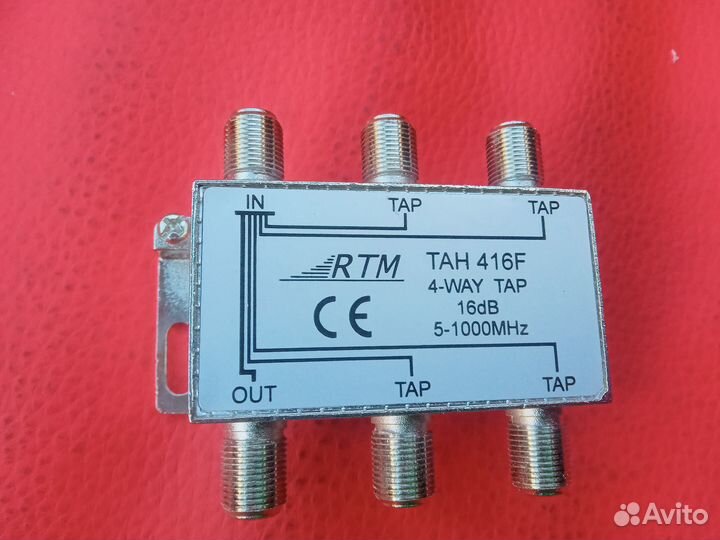 IN TAP TAP
RTM
TAH 416F
4-WAY TAP
16dB
5-1000MHz
CE
OUT TAP TAP
Avito